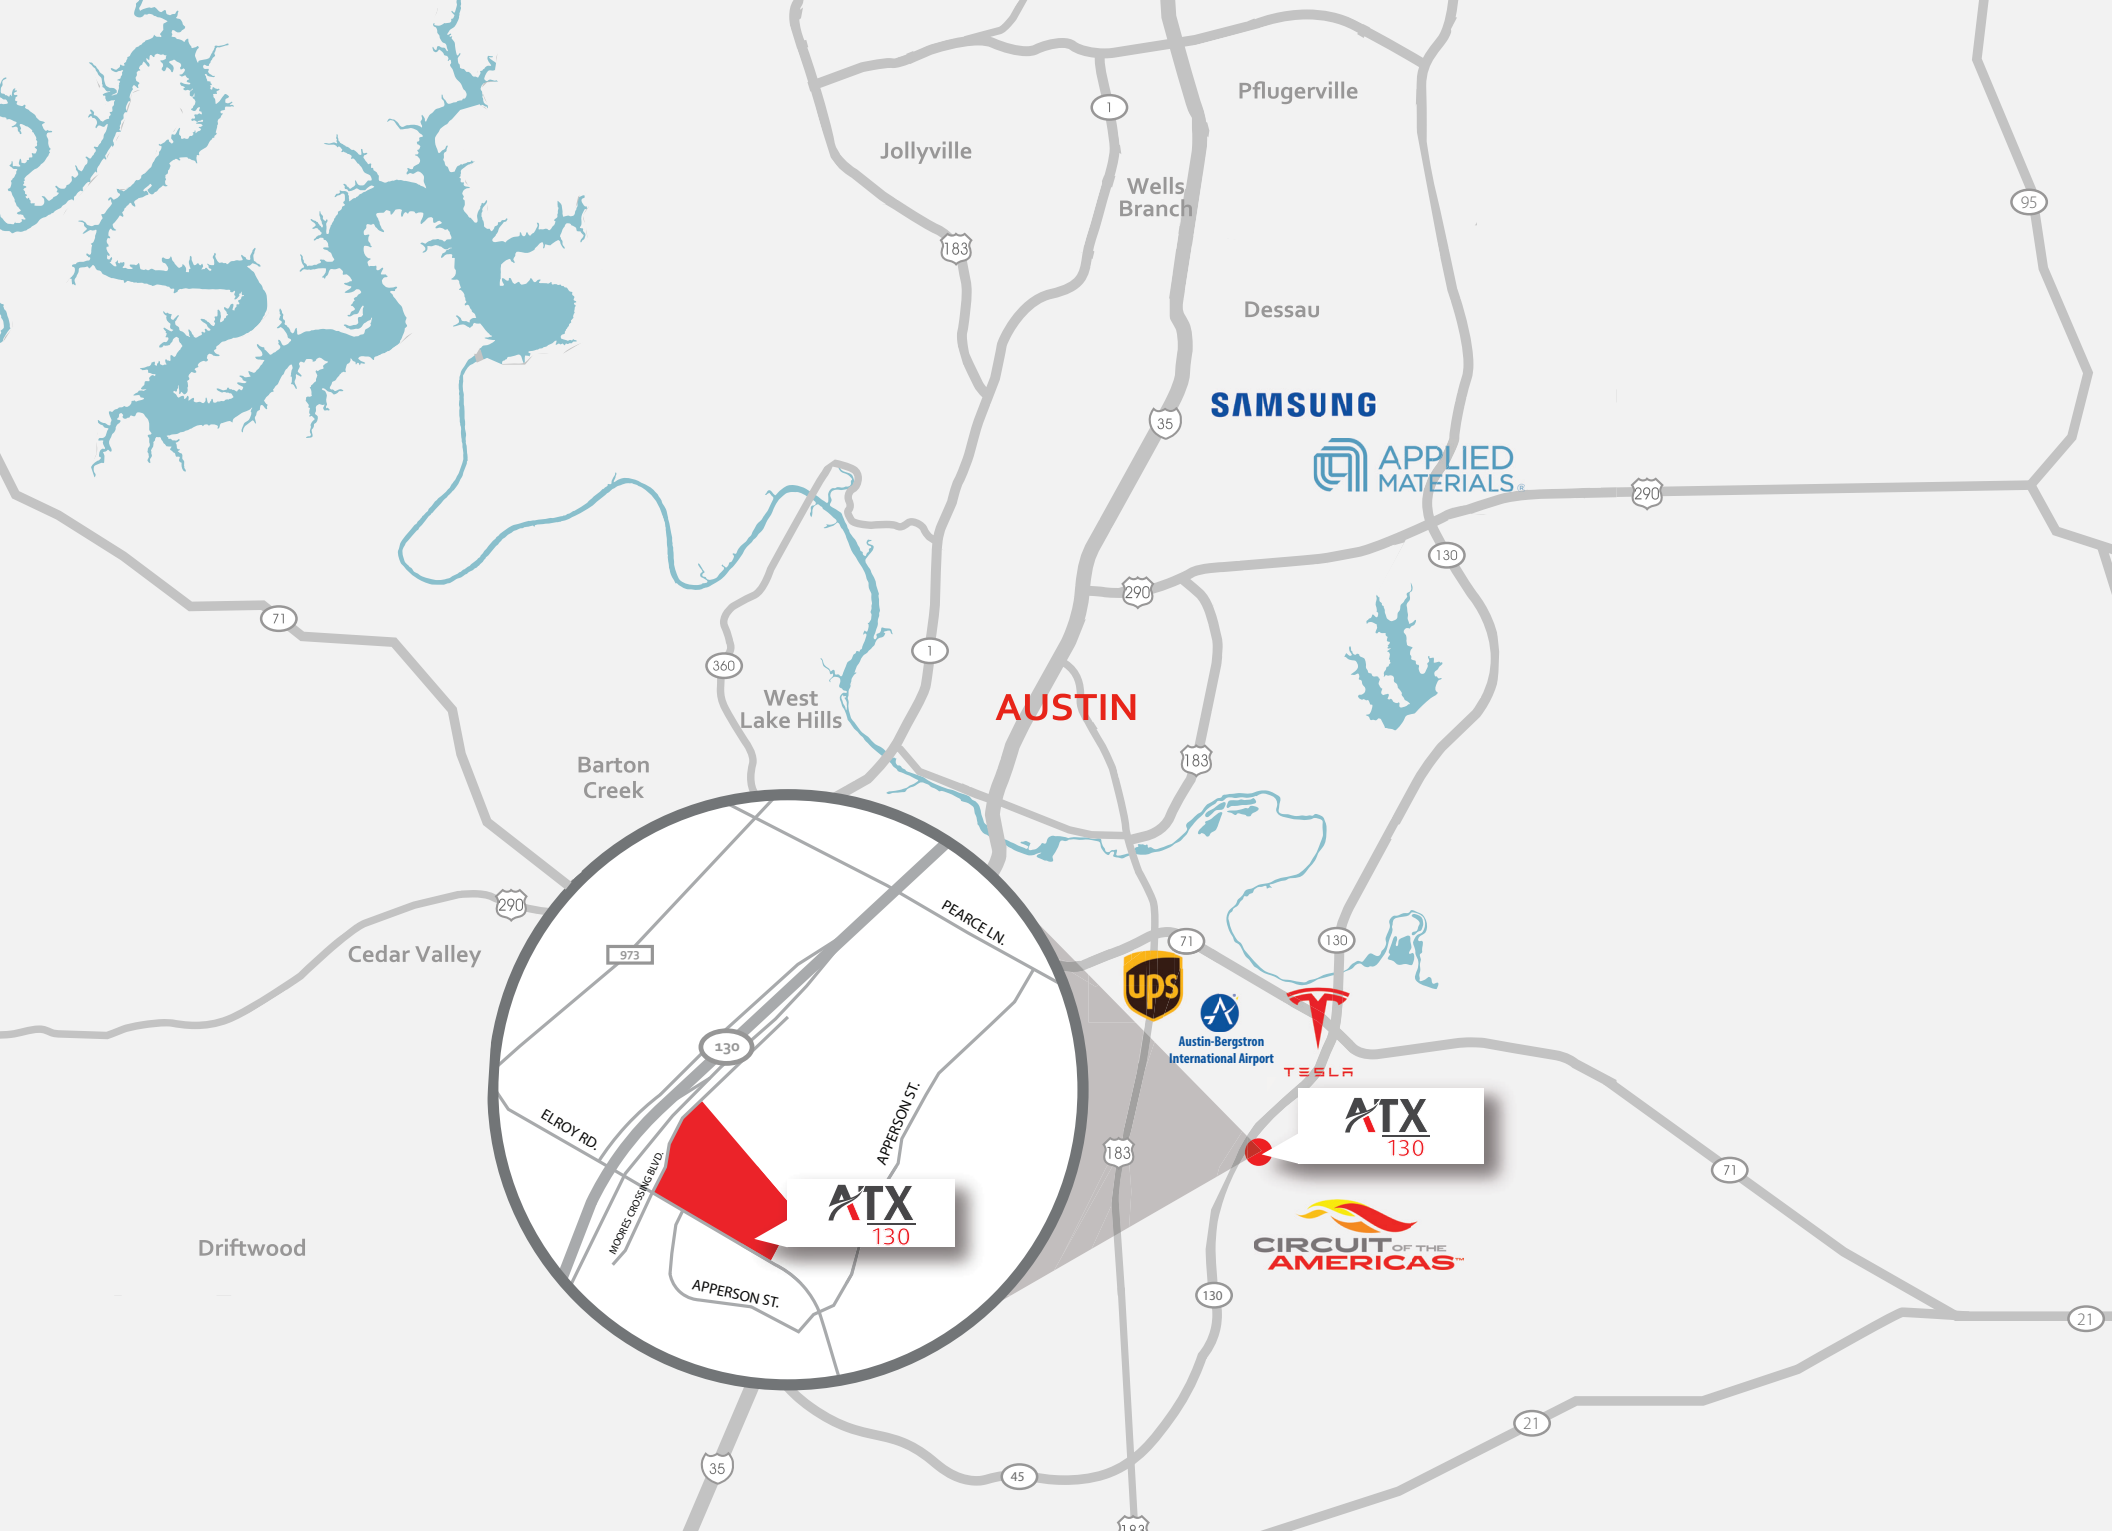 Pflugerville
1
Jollyville
Wells
Branch
95
183
Dessau
SAMSUNG
35
APPLIED
MATERIALS®
290
130
290
71
1
360
West
Lake Hills
AUSTIN
183
Barton
Creek
290
Cedar Valley
PEARCE LN.
973
71
130
ups
Austin-Bergstron
International Airport
TESLA
130
ELROY RD.
APPERSON ST.
MOORES CROSSING BLVD.
ATX
130
APPERSON ST.
183
ATX
130
71
CIRCUIT OF THE
AMERICAS™
Driftwood
130
21
21
35
45
183